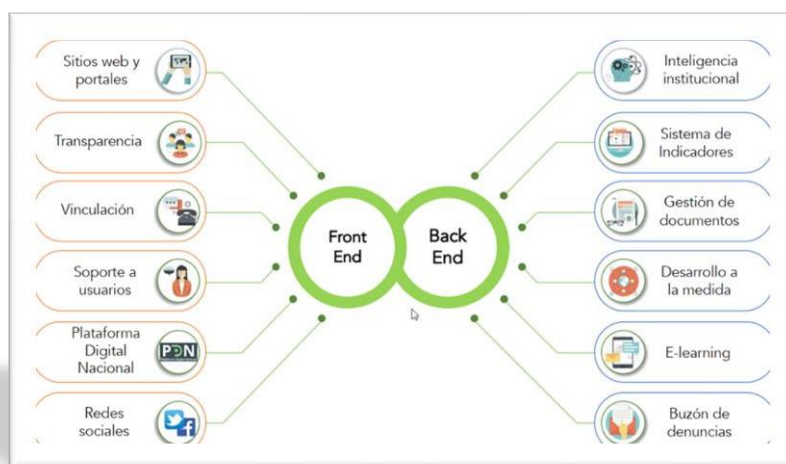 Sitios web y
portales
Transparencia
Vinculación
Soporte a
usuarios
Plataforma
Digital
Nacional
PDN
Redes
sociales
Front
End
Back
End
Inteligencia
institucional
Sistema de
Indicadores
Gestión de
documentos
Desarrollo a
la medida
E-learning
Buzón de
denuncias